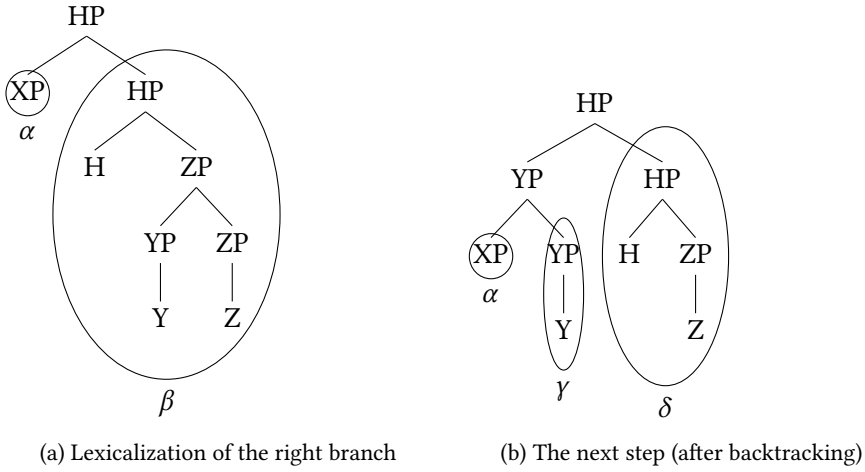 HP
XP HP
α
H ZP
YP ZP
Y Z
β
(a) Lexicalization of the right branch
HP
YP HP
XP YP H ZP
α
Y Z
γ
δ
(b) The next step (after backtracking)